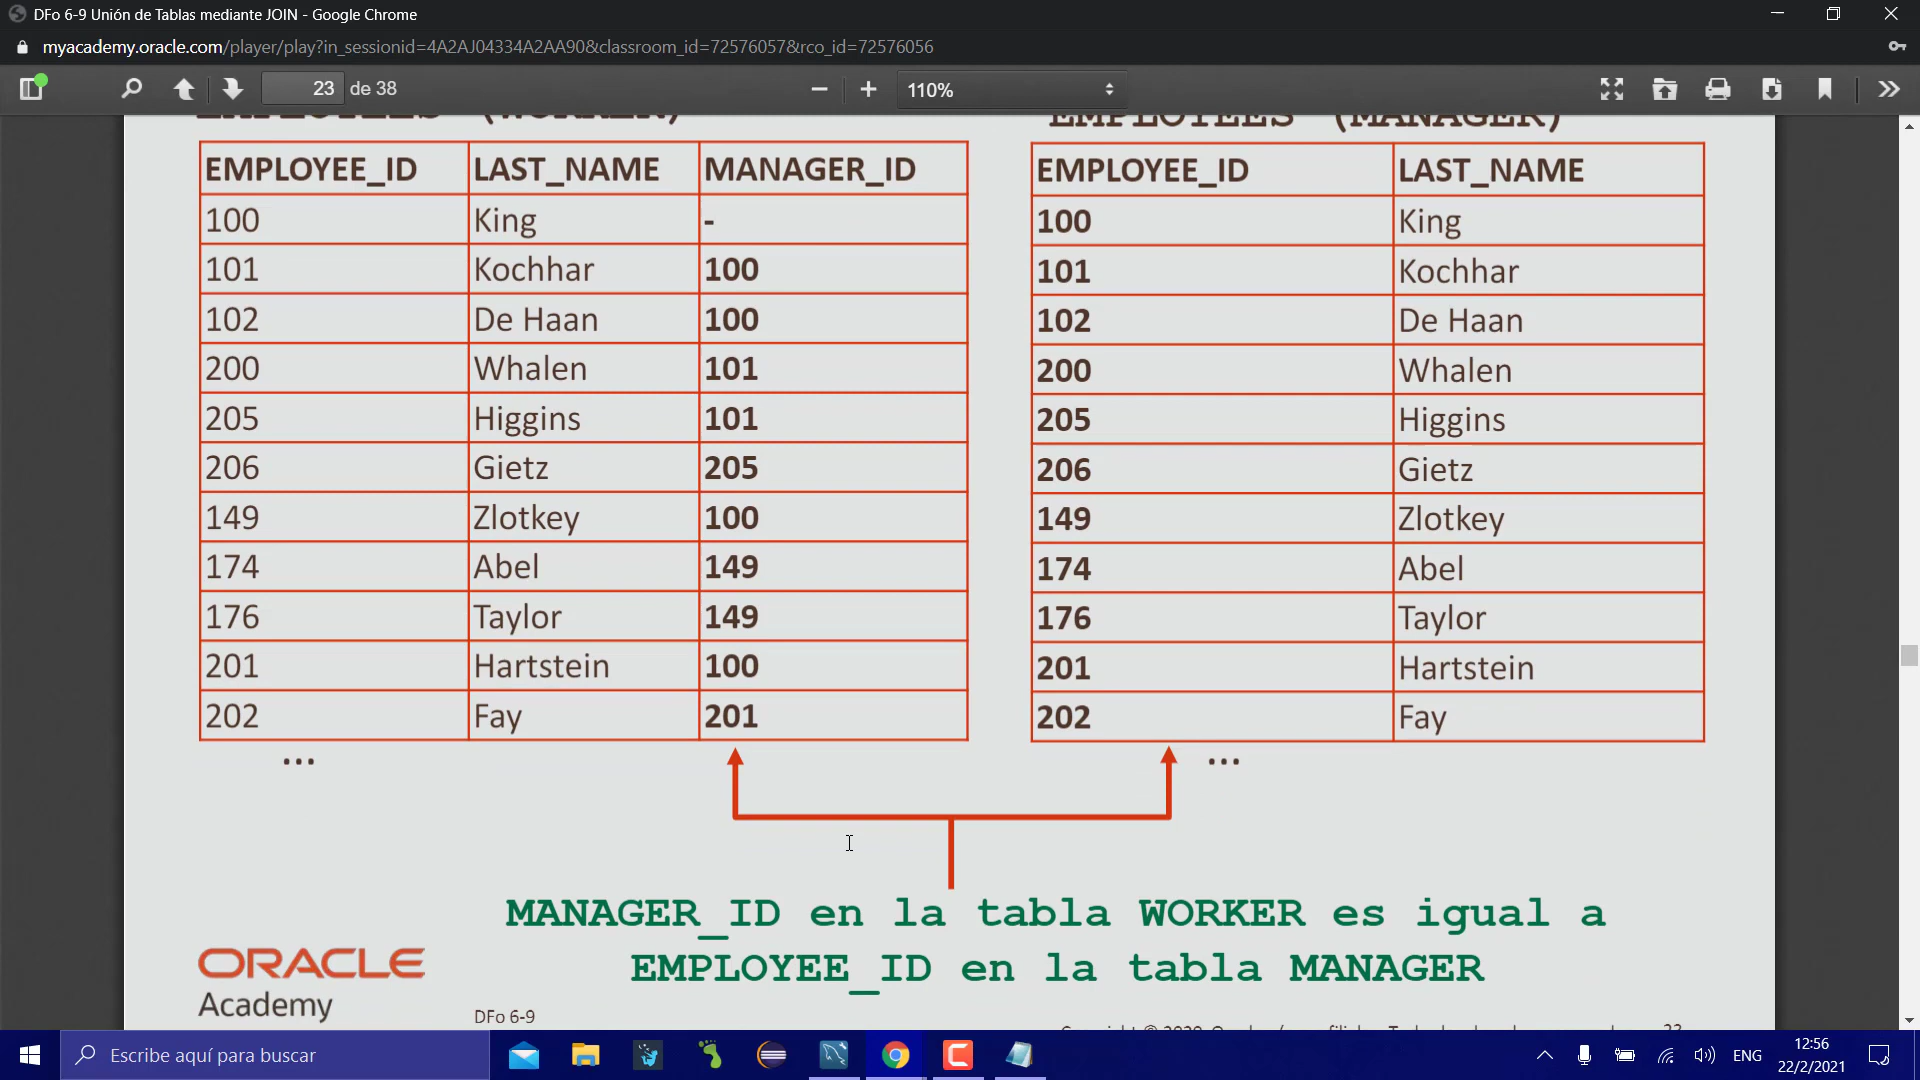 DFo 6-9 Unión de Tablas mediante JOIN - Google Chrome
myacademy.oracle.com/player/play?in_sessionid=4A2AJ04334A2AA90&classroom_id=72576057&rco_id=72576056
23 de 38
110%
EMPLOYEES (WORKER)
EMPLOYEES (MANAGER)
EMPLOYEE_ID LAST_NAME MANAGER_ID
100 King -
101 Kochhar 100
102 De Haan 100
200 Whalen 101
205 Higgins 101
206 Gietz 205
149 Zlotkey 100
174 Abel 149
176 Taylor 149
201 Hartstein 100
202 Fay 201
...
EMPLOYEE_ID LAST_NAME
100 King
101 Kochhar
102 De Haan
200 Whalen
205 Higgins
206 Gietz
149 Zlotkey
174 Abel
176 Taylor
201 Hartstein
202 Fay
...
MANAGER_ID en la tabla WORKER es igual a
EMPLOYEE_ID en la tabla MANAGER
ORACLE
Academy
DFo 6-9
Escribe aquí para buscar
ENG
12:56
22/2/2021